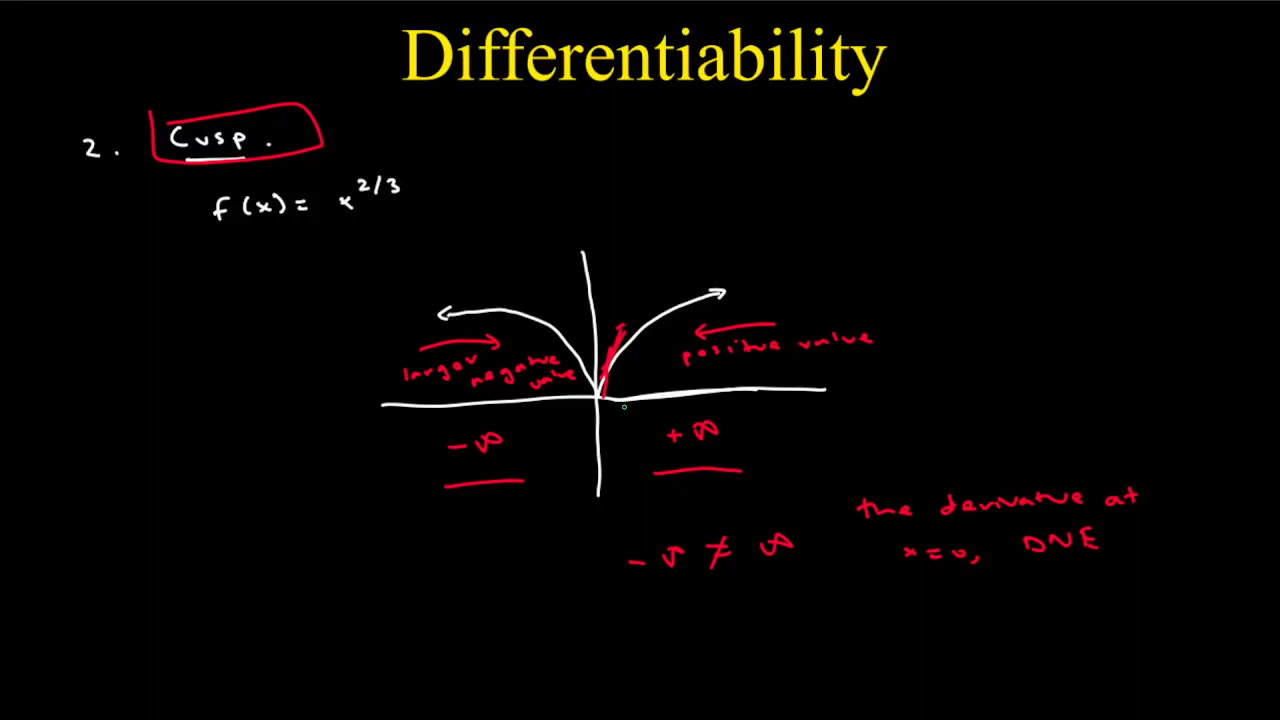 Differentiability
2. Cusp.
f(x) = x^2/3
larger negative value
positive value
- ∞
+ ∞
- ∞ ≠ ∞
the derivative at
x = 0, DNE